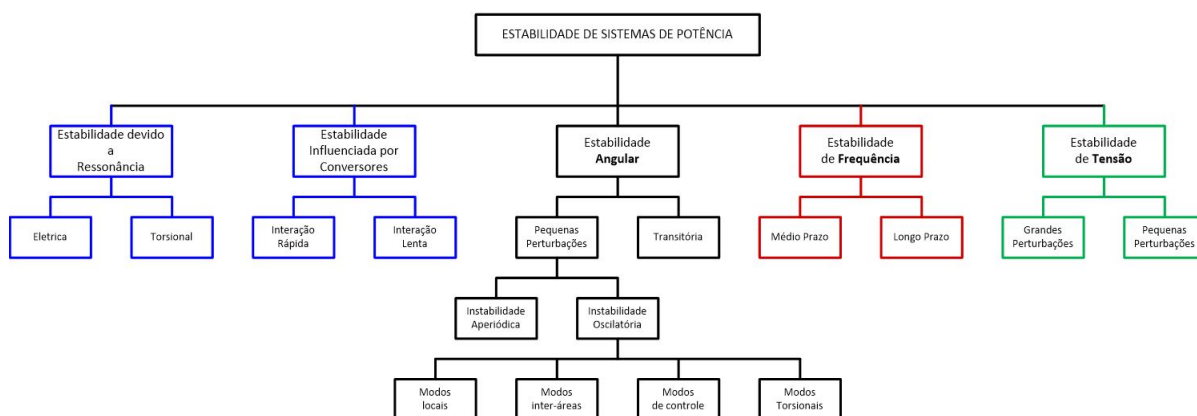 ESTABILIDADE DE SISTEMAS DE POTÊNCIA
Estabilidade devido
a
Ressonância
Estabilidade
Influenciada por
Conversores
Estabilidade
Angular
Estabilidade
de Frequência
Estabilidade
de Tensão
Eletrica
Torsional
Interação
Rápida
Interação
Lenta
Pequenas
Perturbações
Transitória
Médio Prazo
Longo Prazo
Grandes
Perturbações
Pequenas
Perturbações
Instabilidade
Aperiódica
Instabilidade
Oscilatória
Modos
locais
Modos
inter-áreas
Modos
de controle
Modos
Torsionais